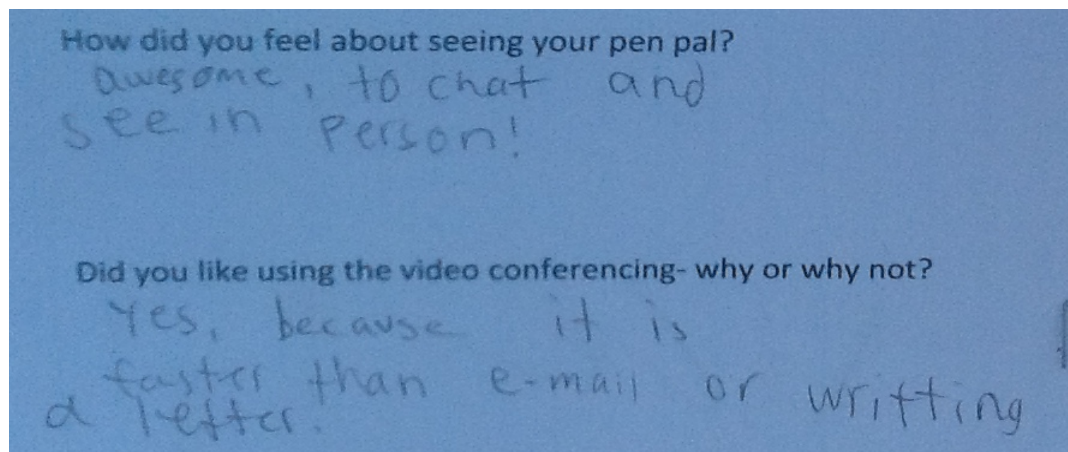 How did you feel about seeing your pen pal?
awesome, to chat and
see in person!
Did you like using the video conferencing- why or why not?
Yes, because it is
faster than e-mail or writting
a letter.